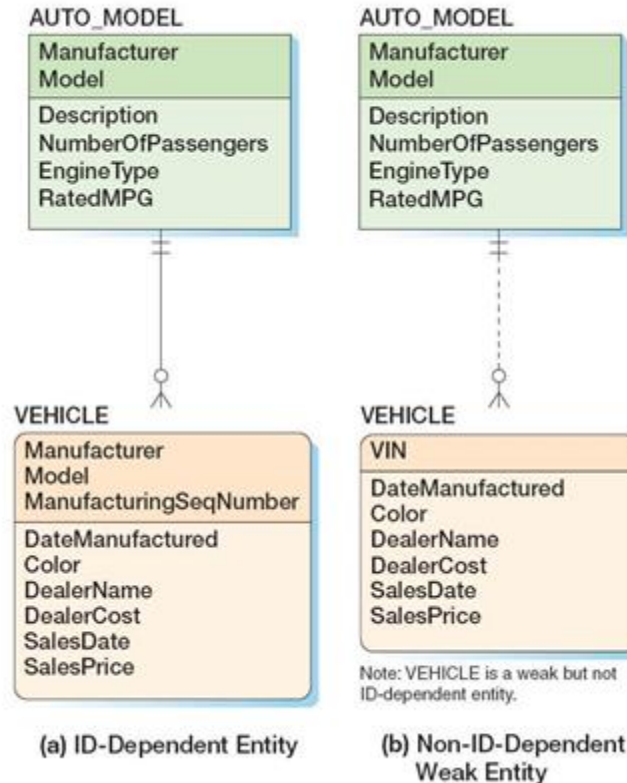 AUTO_MODEL
Manufacturer
Model
Description
NumberOfPassengers
EngineType
RatedMPG
VEHICLE
Manufacturer
Model
ManufacturingSeqNumber
DateManufactured
Color
DealerName
DealerCost
SalesDate
SalesPrice
(a) ID-Dependent Entity
AUTO_MODEL
Manufacturer
Model
Description
NumberOfPassengers
EngineType
RatedMPG
VEHICLE
VIN
DateManufactured
Color
DealerName
DealerCost
SalesDate
SalesPrice
Note: VEHICLE is a weak but not
ID-dependent entity.
(b) Non-ID-Dependent
Weak Entity